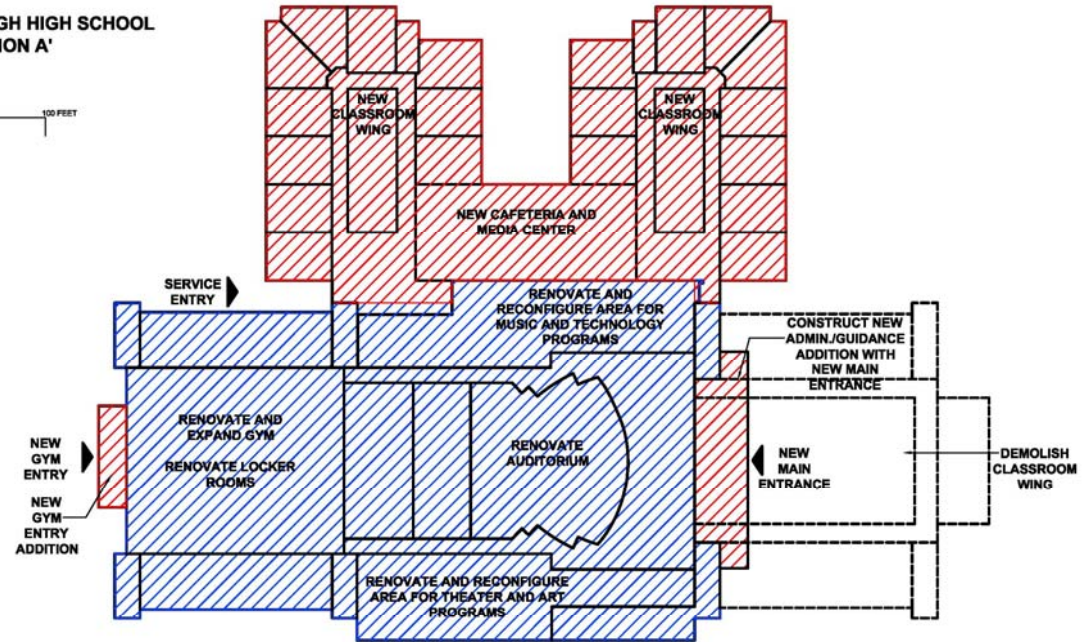 GH HIGH SCHOOL
ION A'
100 FEET
NEW
CLASSROOM
WING
NEW
CLASSROOM
WING
NEW CAFETERIA AND
MEDIA CENTER
SERVICE
ENTRY
RENOVATE AND
RECONFIGURE AREA FOR
MUSIC AND TECHNOLOGY
PROGRAMS
CONSTRUCT NEW
ADMIN./GUIDANCE
ADDITION WITH
NEW MAIN
ENTRANCE
RENOVATE AND
EXPAND GYM
RENOVATE LOCKER
ROOMS
RENOVATE
AUDITORIUM
NEW
GYM
ENTRY
NEW
GYM
ENTRY
ADDITION
NEW
MAIN
ENTRANCE
DEMOLISH
CLASSROOM
WING
RENOVATE AND RECONFIGURE
AREA FOR THEATER AND ART
PROGRAMS